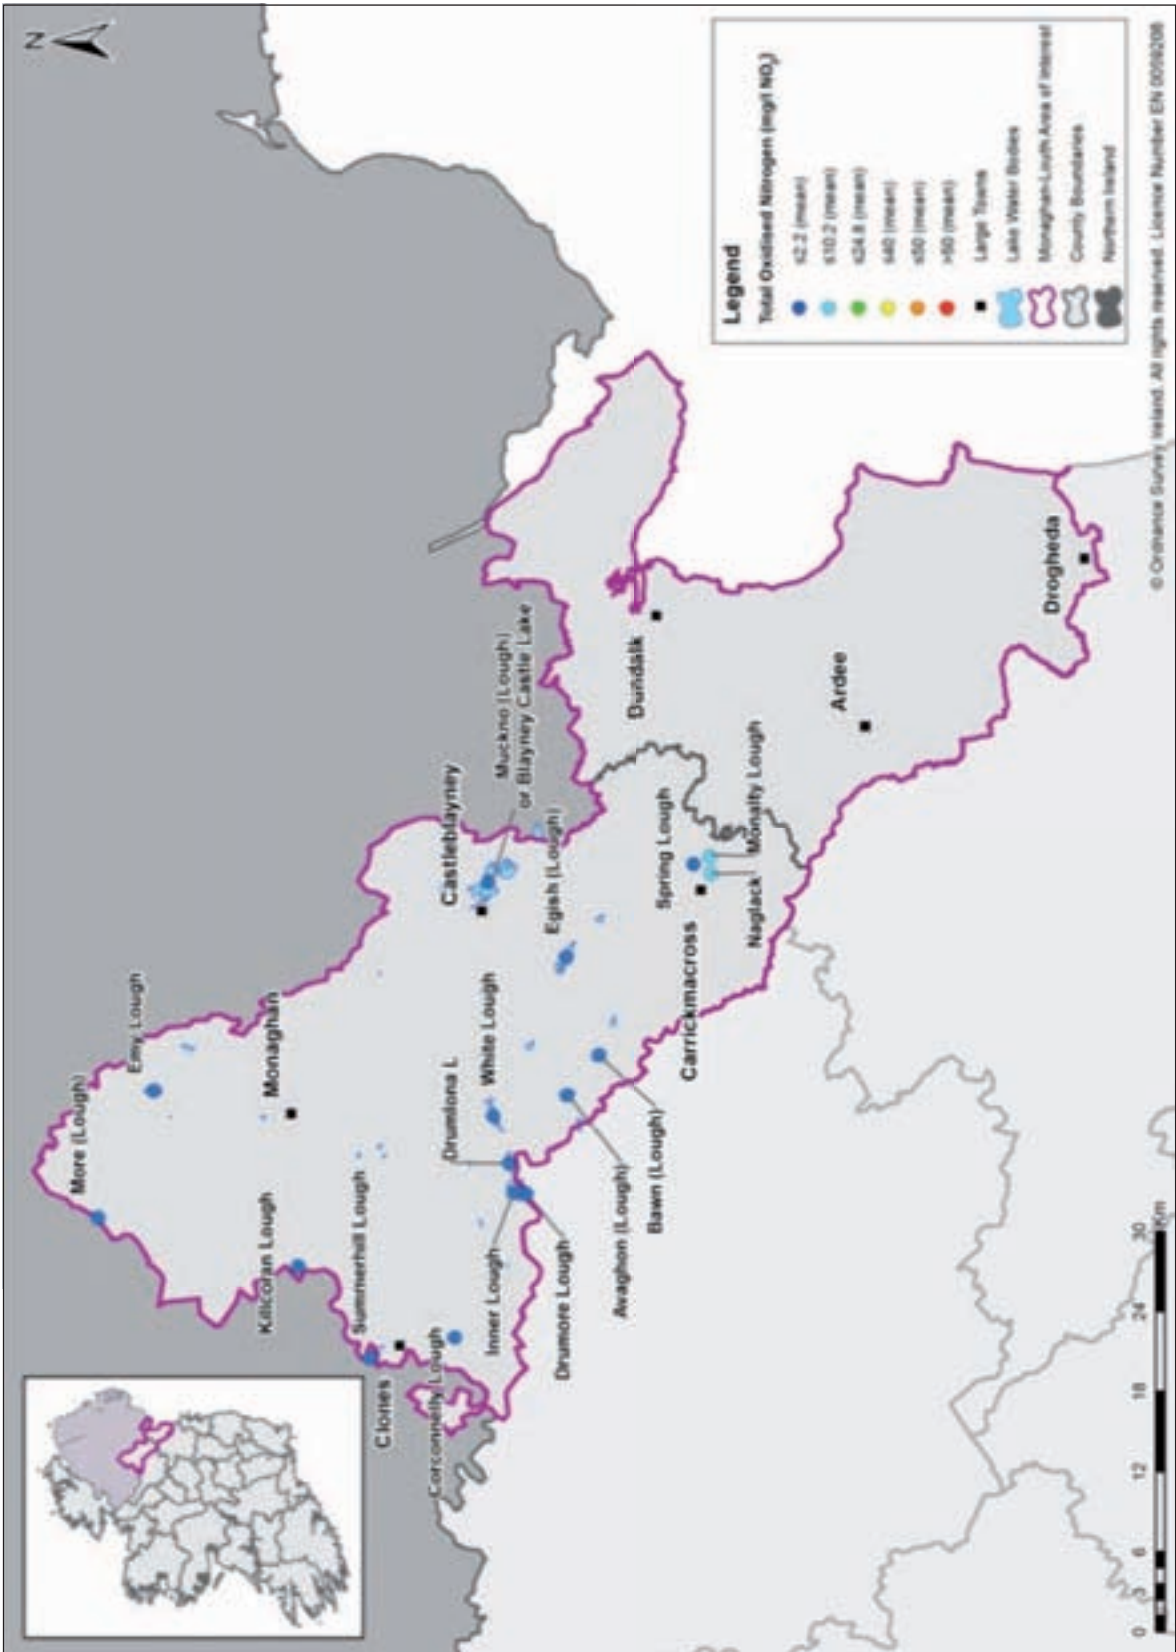 N
More (Lough)
Emy Lough
Monaghan
Killcoran Lough
Summerhill Lough
Clones
Corconnelly Lough
Castleblayney
Muckno (Lough)
or Blayney Castle Lake
Egish (Lough)
Drumlona L
White Lough
Inner Lough
Drumore Lough
Avaghon (Lough)
Bawn (Lough)
Spring Lough
Carrickmacross
Naglack
Monalty Lough
Dundalk
Ardee
Drogheda
Legend
Total Oxidised Nitrogen (mg/l NO₃)
≤2.2 (mean)
≤10.2 (mean)
≤24.8 (mean)
≤40 (mean)
≤50 (mean)
>50 (mean)
Large Towns
Lake Water Bodies
Monaghan-Louth Area of Interest
County Boundaries
Northern Ireland
0 3 6 12 18 24 30
Km
© Ordnance Survey Ireland. All rights reserved. Licence Number EN 0059208